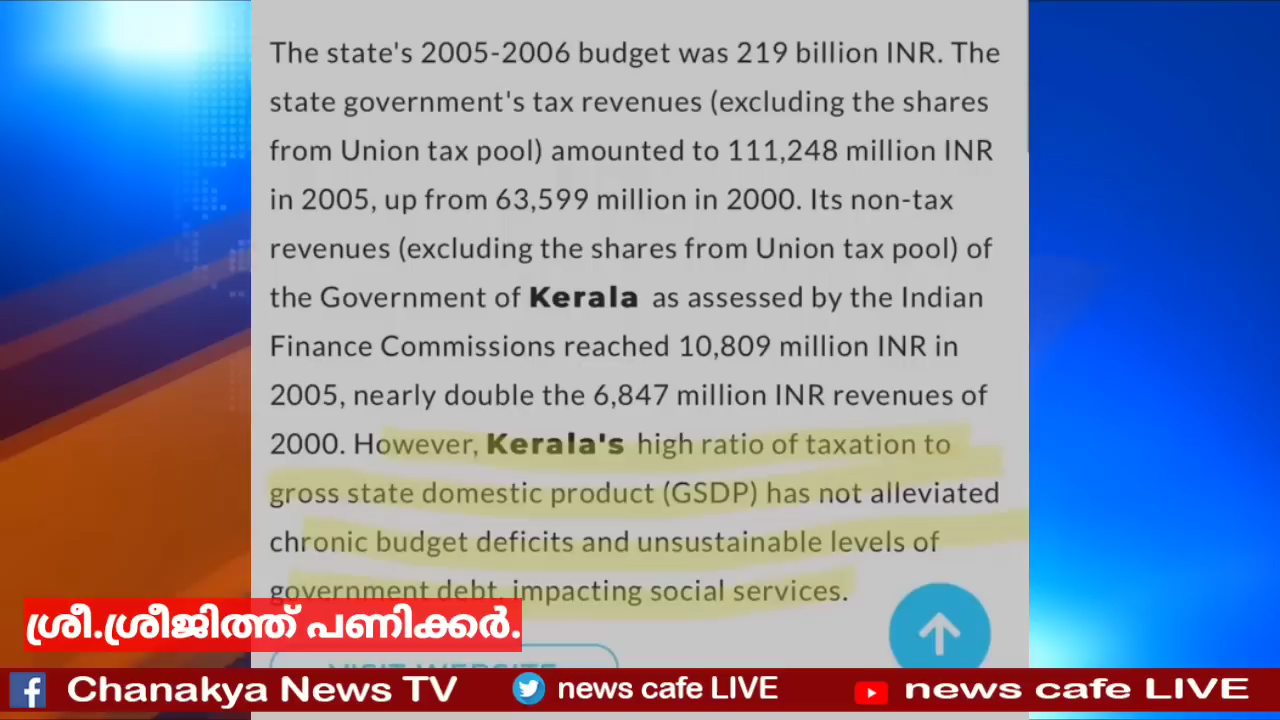 The state's 2005-2006 budget was 219 billion INR. The
state government's tax revenues (excluding the shares
from Union tax pool) amounted to 111,248 million INR
in 2005, up from 63,599 million in 2000. Its non-tax
revenues (excluding the shares from Union tax pool) of
the Government of Kerala as assessed by the Indian
Finance Commissions reached 10,809 million INR in
2005, nearly double the 6,847 million INR revenues of
2000. However, Kerala's high ratio of taxation to
gross state domestic product (GSDP) has not alleviated
chronic budget deficits and unsustainable levels of
government debt, impacting social services.
ശ്രീ.ശ്രീജിത്ത് പണിക്കർ.
VISIT WEBSITE
Chanakya News TV news cafe LIVE news cafe LIVE